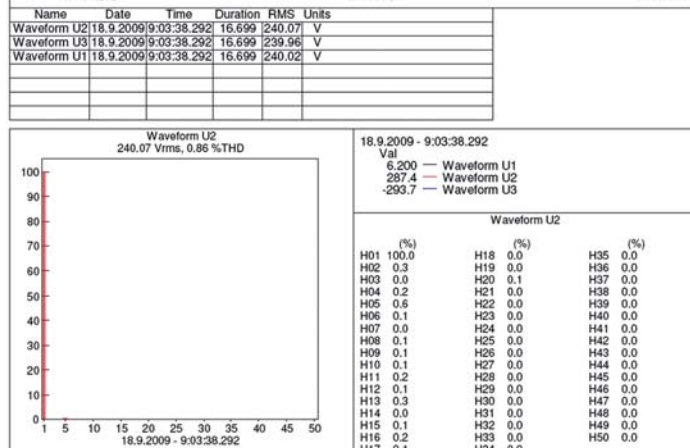 Name Date Time Duration RMS Units
Waveform U2 18.9.2009 9:03:38.292 16.699 240.07 V
Waveform U3 18.9.2009 9:03:38.292 16.699 239.96 V
Waveform U1 18.9.2009 9:03:38.292 16.699 240.02 V
Waveform U2
240.07 Vrms, 0.86 %THD
100
90
80
70
60
50
40
30
20
10
0
1 5 10 15 20 25 30 35 40 45 50
18.9.2009 - 9:03:38.292
18.9.2009 - 9:03:38.292
Val
6.200 — Waveform U1
287.4 — Waveform U2
-293.7 — Waveform U3
Waveform U2
(%) (%) (%)
H01 100.0 H18 0.0 H35 0.0
H02 0.3 H19 0.0 H36 0.0
H03 0.0 H20 0.1 H37 0.0
H04 0.2 H21 0.0 H38 0.0
H05 0.6 H22 0.0 H39 0.0
H06 0.1 H23 0.0 H40 0.0
H07 0.0 H24 0.0 H41 0.0
H08 0.1 H25 0.0 H42 0.0
H09 0.1 H26 0.0 H43 0.0
H10 0.1 H27 0.0 H44 0.0
H11 0.2 H28 0.0 H45 0.0
H12 0.1 H29 0.0 H46 0.0
H13 0.3 H30 0.0 H47 0.0
H14 0.0 H31 0.0 H48 0.0
H15 0.1 H32 0.0 H49 0.0
H16 0.2 H33 0.0 H50 0.0